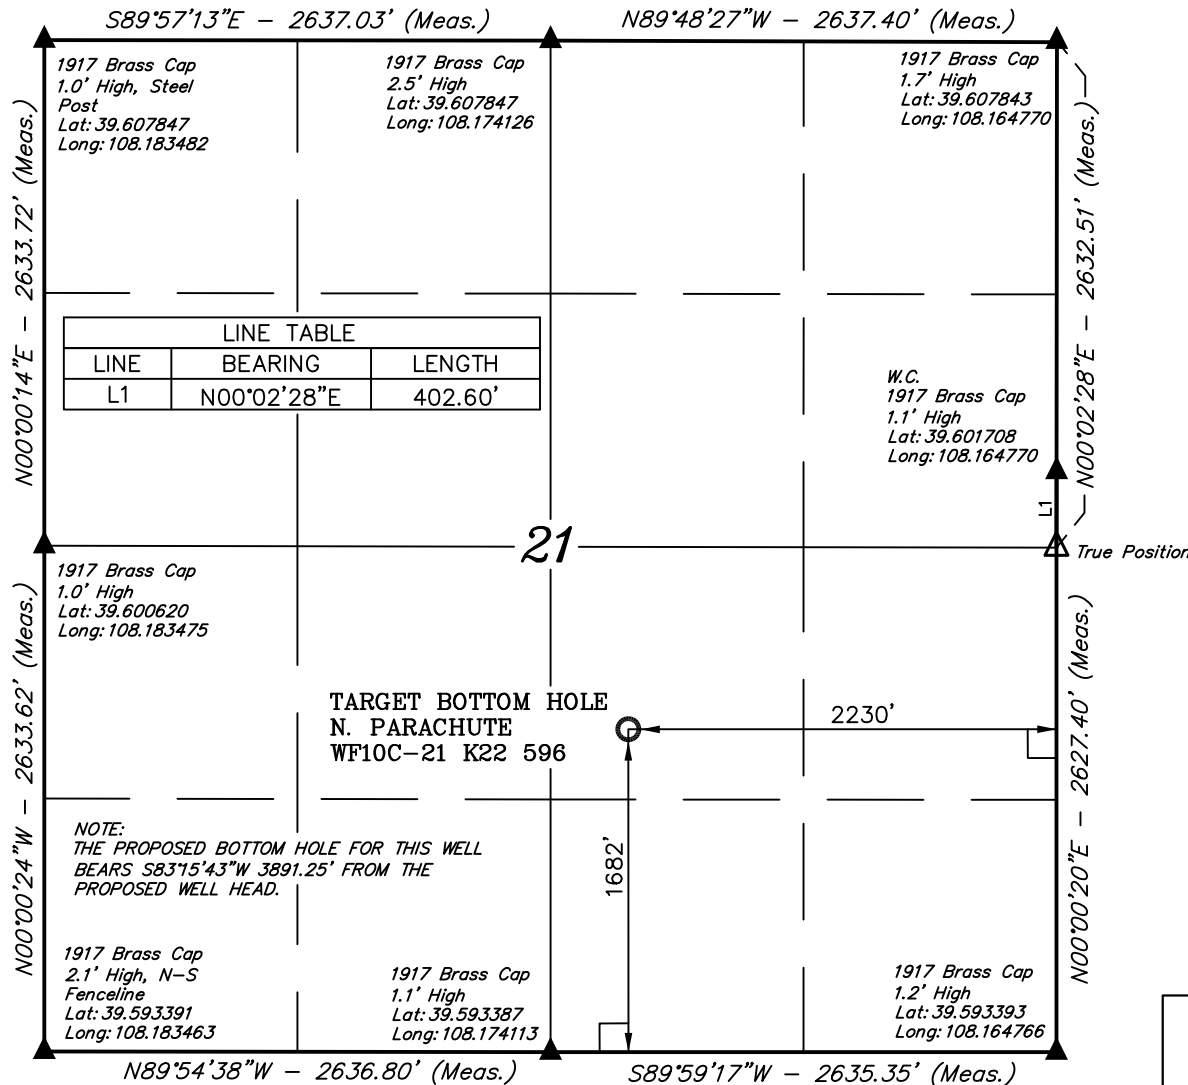 S89°57'13"E – 2637.03' (Meas.)
N89°48'27"W – 2637.40' (Meas.)
1917 Brass Cap
1.0' High, Steel
Post
Lat: 39.607847
Long: 108.183482
1917 Brass Cap
2.5' High
Lat: 39.607847
Long: 108.174126
1917 Brass Cap
1.7' High
Lat: 39.607843
Long: 108.164770
N00°00'14"E – 2633.72' (Meas.)
N00°02'28"E – 2632.51' (Meas.)
LINE TABLE
LINE BEARING LENGTH
L1 N00°02'28"E 402.60'
W.C.
1917 Brass Cap
1.1' High
Lat: 39.601708
Long: 108.164770
L1
21
True Position
1917 Brass Cap
1.0' High
Lat: 39.600620
Long: 108.183475
N00°00'24"W – 2633.62' (Meas.)
TARGET BOTTOM HOLE
N. PARACHUTE
WF10C–21 K22 596
2230'
1682'
N00°00'20"E – 2627.40' (Meas.)
NOTE:
THE PROPOSED BOTTOM HOLE FOR THIS WELL
BEARS S83°15'43"W 3891.25' FROM THE
PROPOSED WELL HEAD.
1917 Brass Cap
2.1' High, N–S
Fenceline
Lat: 39.593391
Long: 108.183463
1917 Brass Cap
1.1' High
Lat: 39.593387
Long: 108.174113
1917 Brass Cap
1.2' High
Lat: 39.593393
Long: 108.164766
N89°54'38"W – 2636.80' (Meas.)
S89°59'17"W – 2635.35' (Meas.)